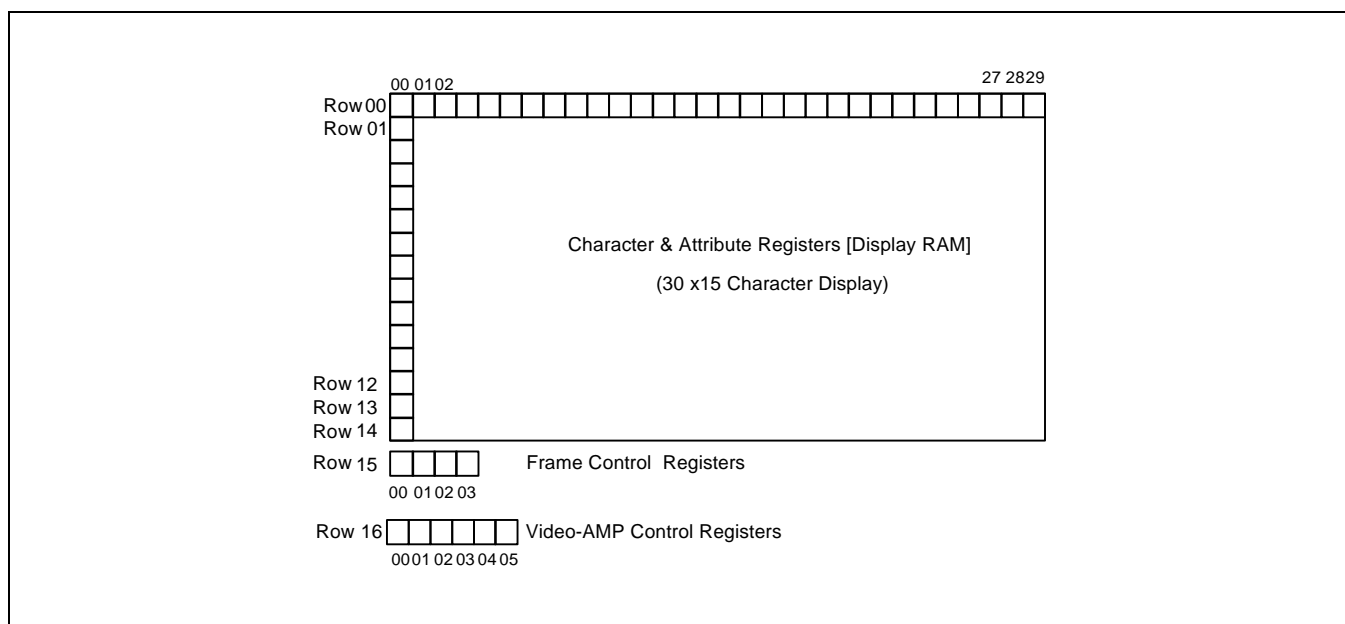 00 01 02 27 28 29
Row 00
Row 01
Character & Attribute Registers [Display RAM]
(30 x15 Character Display)
Row 12
Row 13
Row 14
Row 15 Frame Control Registers
00 01 02 03
Row 16 Video-AMP Control Registers
00 01 02 03 04 05